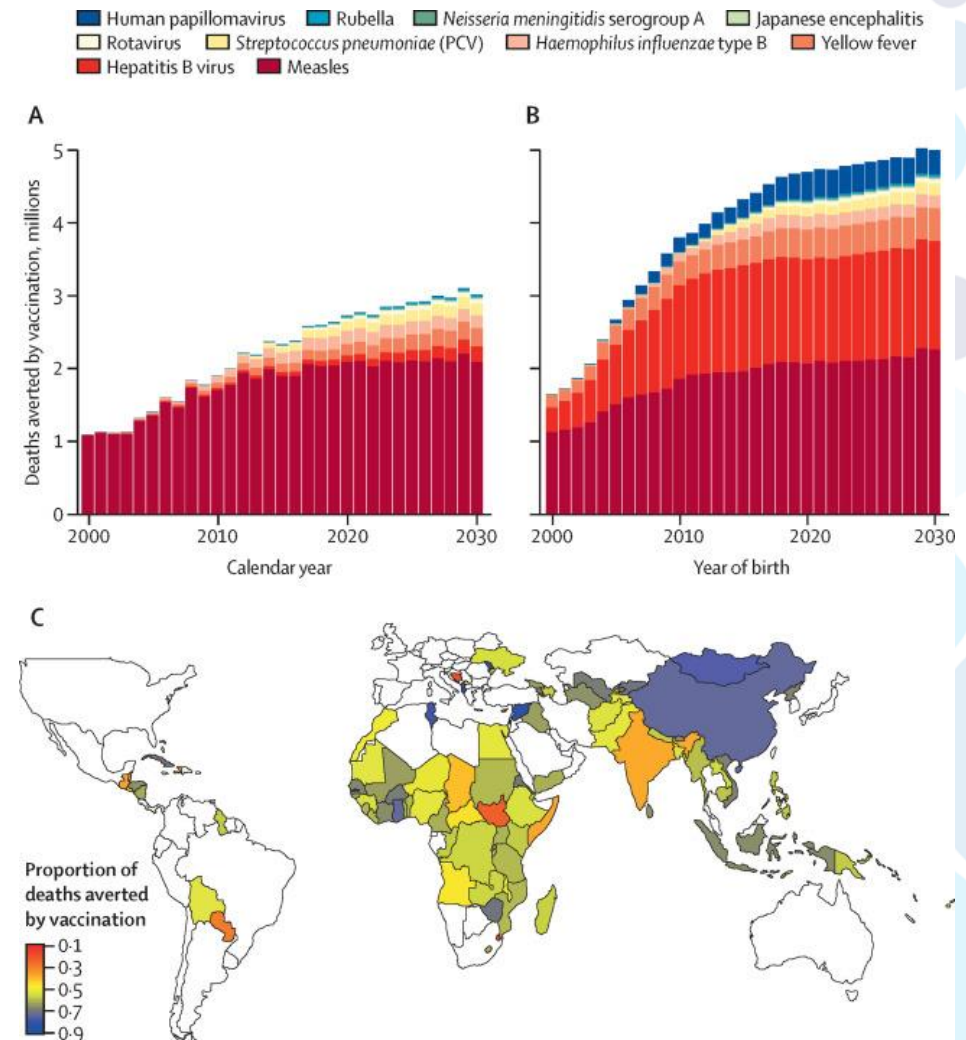 Human papillomavirus Rubella Neisseria meningitidis serogroup A Japanese encephalitis
Rotavirus Streptococcus pneumoniae (PCV) Haemophilus influenzae type B Yellow fever
Hepatitis B virus Measles
A
Deaths averted by vaccination, millions
5
4
3
2
1
0
2000 2010 2020 2030
Calendar year
B
2000 2010 2020 2030
Year of birth
C
Proportion of
deaths averted
by vaccination
0·1
0·3
0·5
0·7
0·9